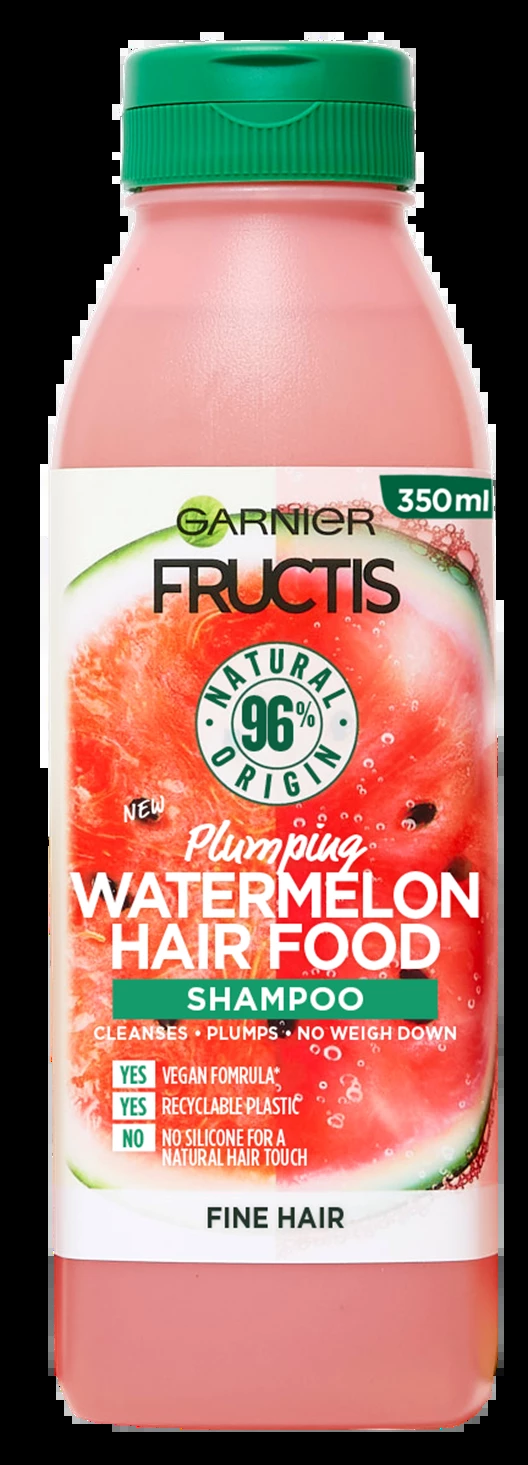 350ml
GARNIER
FRUCTIS
NATURAL
96%
ORIGIN
NEW
Plumping
WATERMELON
HAIR FOOD
SHAMPOO
CLEANSES • PLUMPS • NO WEIGH DOWN
YES VEGAN FOMRULA*
YES RECYCLABLE PLASTIC
NO NO SILICONE FOR A
NATURAL HAIR TOUCH
FINE HAIR